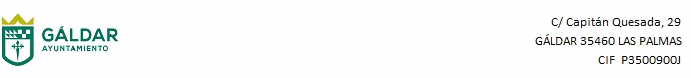 GÁLDAR
AYUNTAMIENTO
C/ Capitán Quesada, 29
GÁLDAR 35460 LAS PALMAS
CIF P3500900J